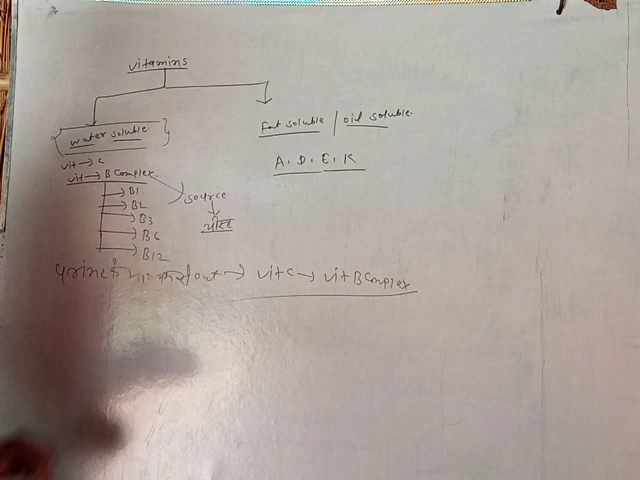 vitamins
water soluble
Fat soluble / oil soluble.
vit → C
A. D. E. K
vit → B Complex.
B1
source
B2
B3
B6
B12
out → vit C → vit B Complex